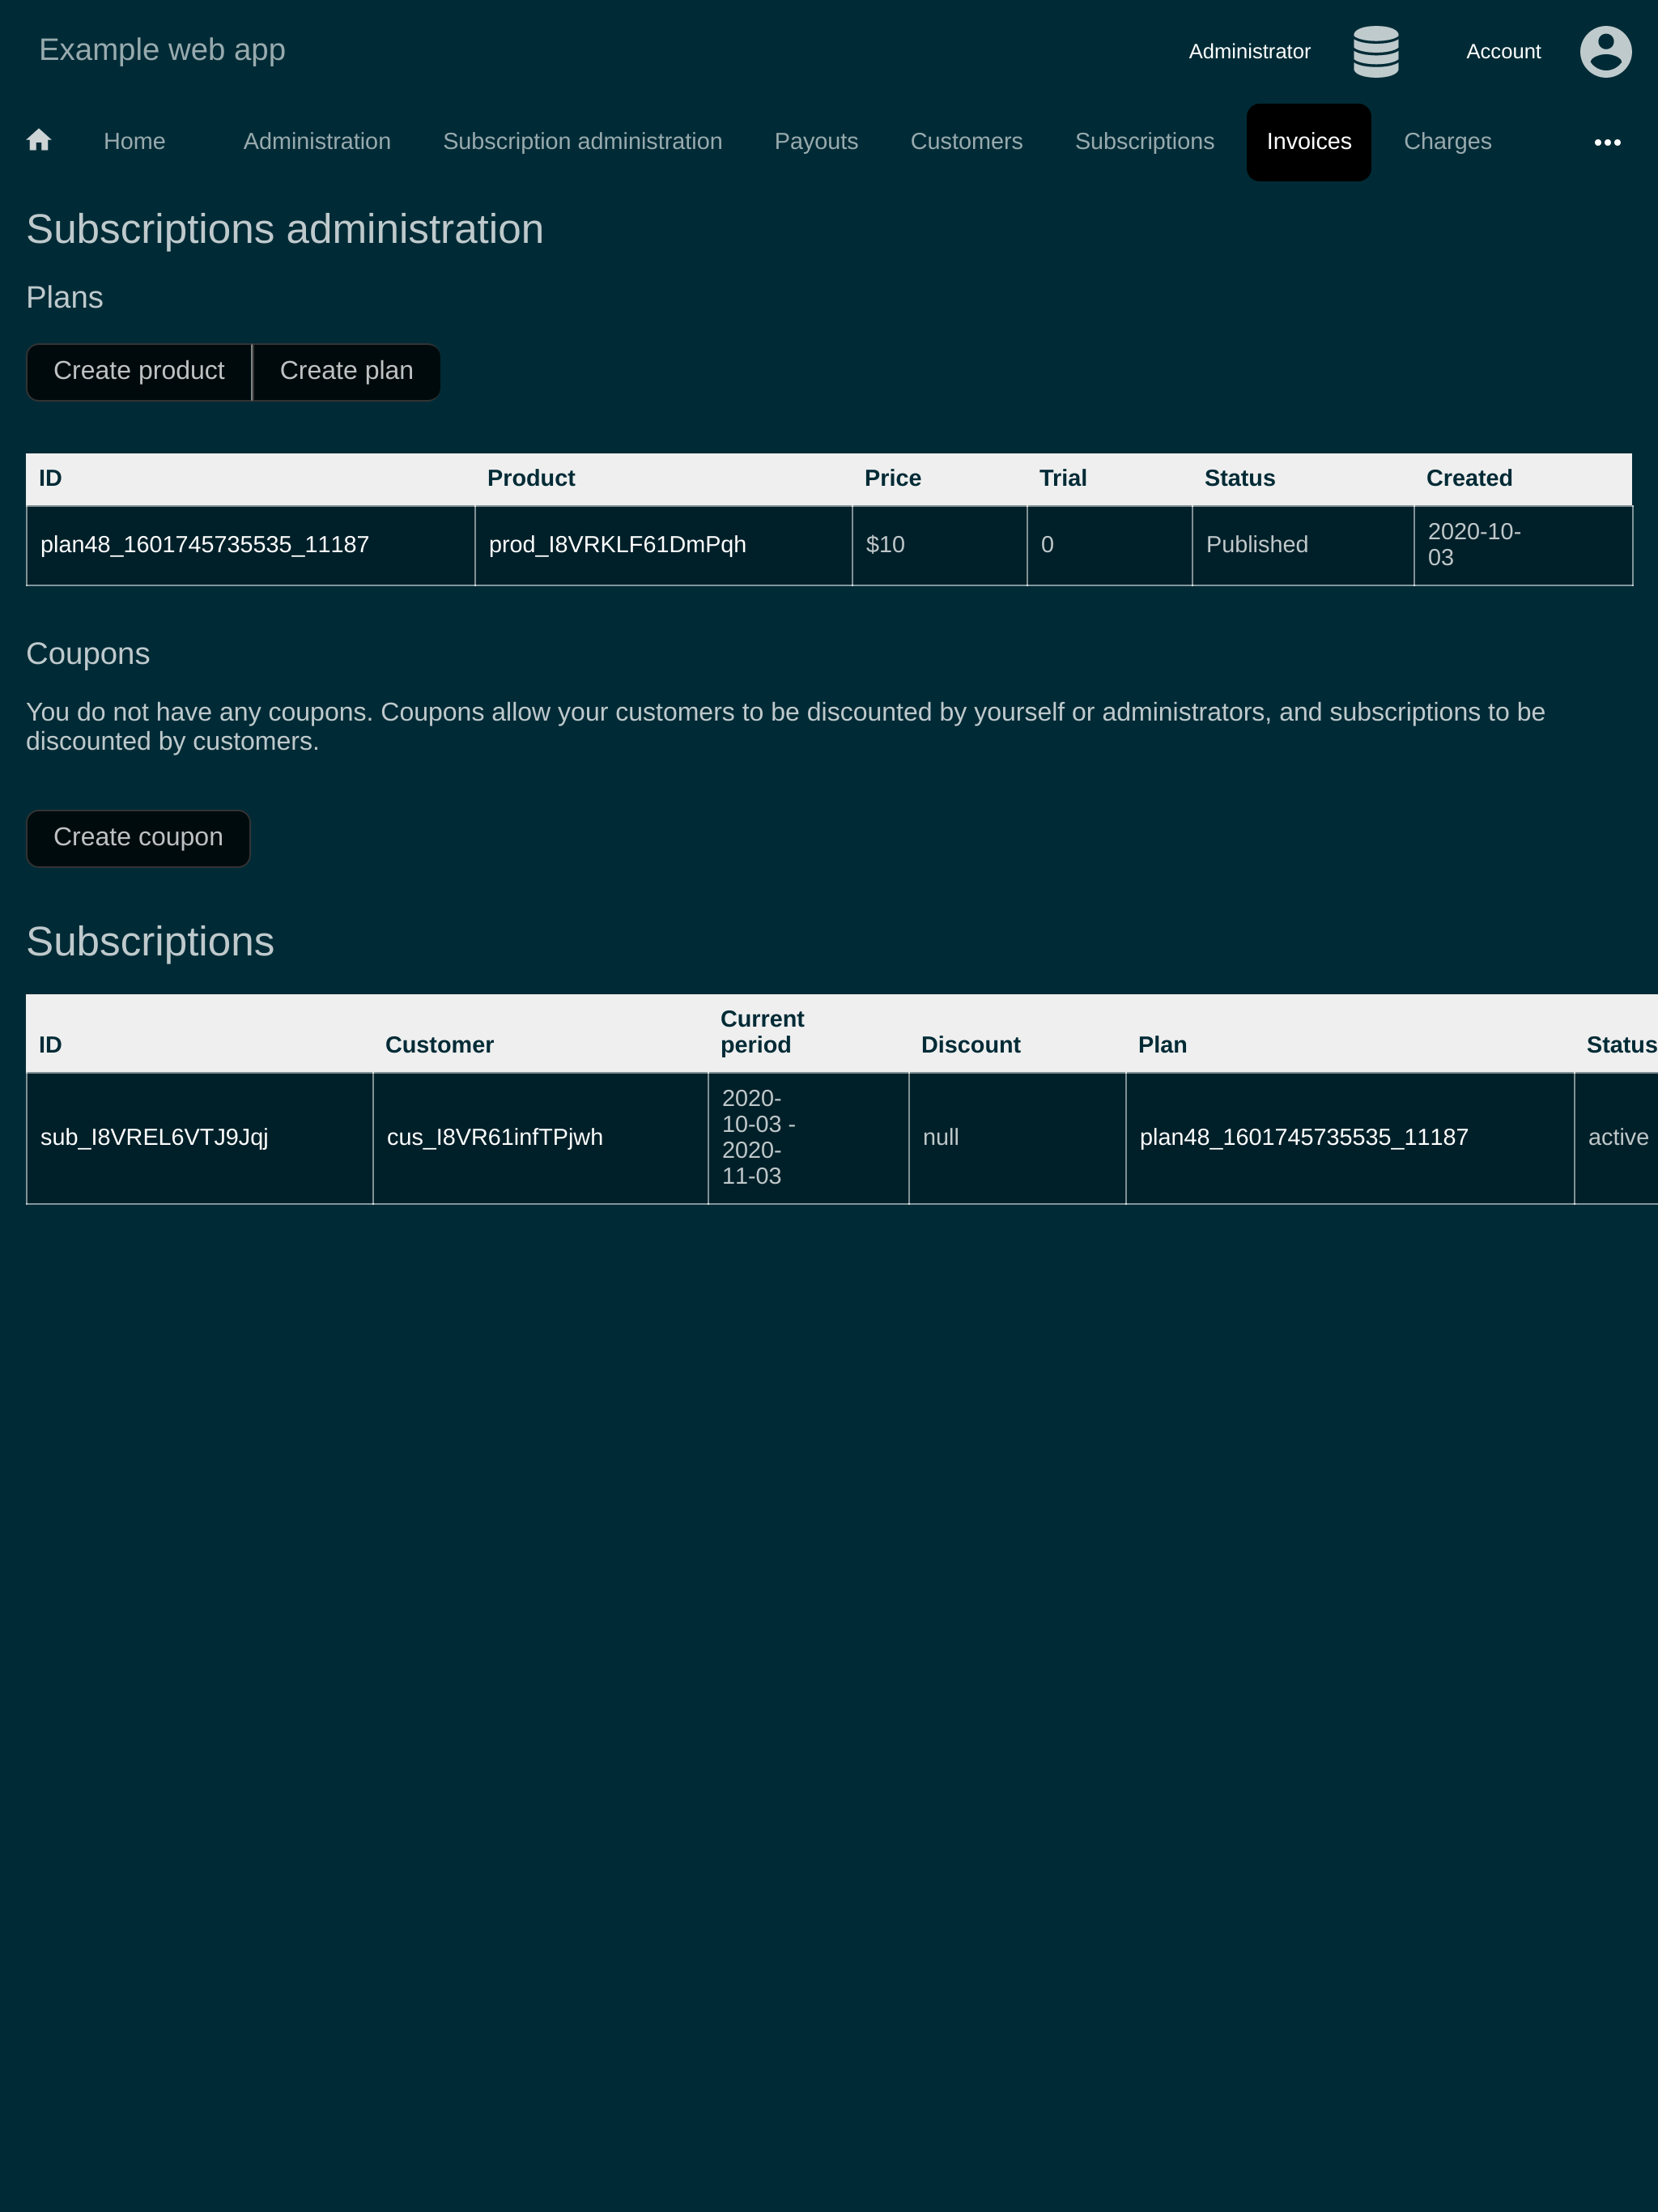 Example web app
Administrator Account
Home Administration Subscription administration Payouts Customers Subscriptions Invoices Charges
Subscriptions administration
Plans
Create product Create plan
ID Product Price Trial Status Created
plan48_1601745735535_11187 prod_I8VRKLF61DmPqh $10 0 Published 2020-10-
03
Coupons
You do not have any coupons. Coupons allow your customers to be discounted by yourself or administrators, and subscriptions to be
discounted by customers.
Create coupon
Subscriptions
ID Customer Current
period Discount Plan Status
sub_I8VREL6VTJ9Jqj cus_I8VR61infTPjwh 2020-
10-03 -
2020-
11-03 null plan48_1601745735535_11187 active